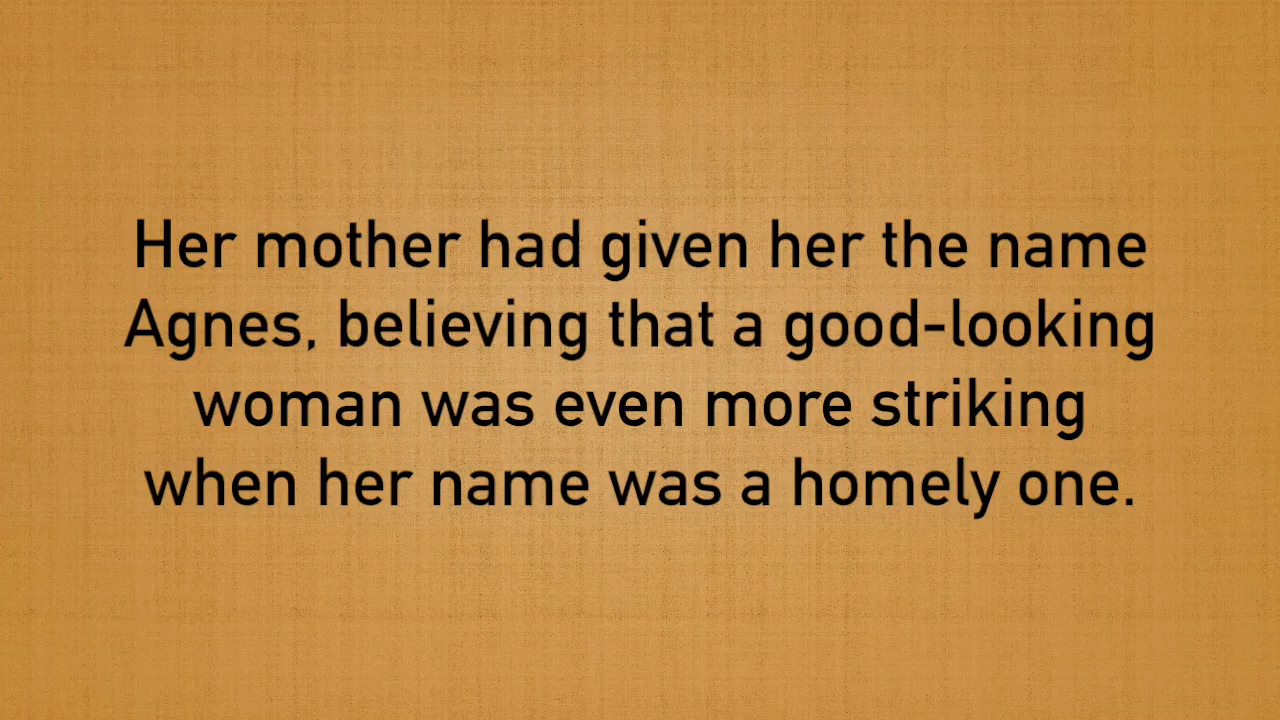 Her mother had given her the name
Agnes, believing that a good-looking
woman was even more striking
when her name was a homely one.